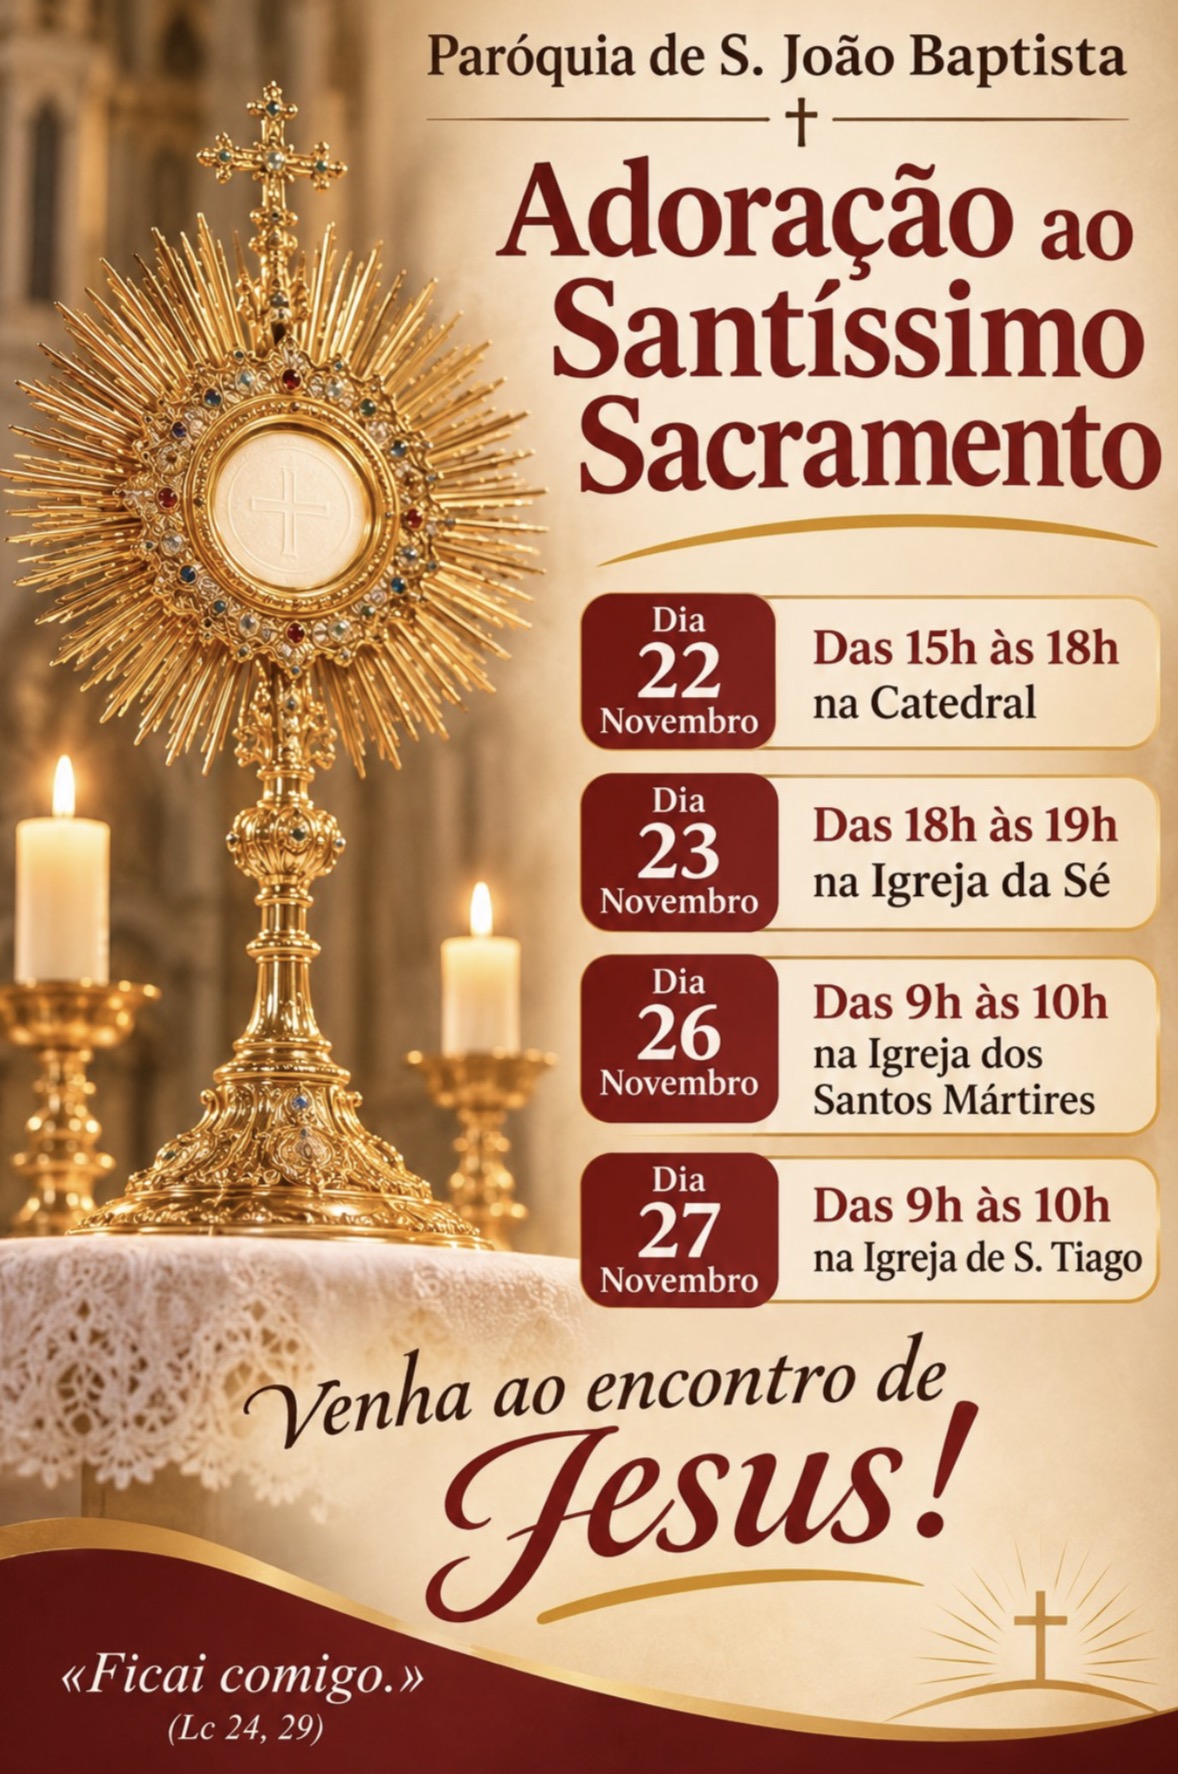 Paróquia de S. João Baptista
Adoração ao
Santíssimo
Sacramento
Dia
22
Novembro
Das 15h às 18h
na Catedral
Dia
23
Novembro
Das 18h às 19h
na Igreja da Sé
Dia
26
Novembro
Das 9h às 10h
na Igreja dos
Santos Mártires
Dia
27
Novembro
Das 9h às 10h
na Igreja de S. Tiago
Venha ao encontro de
Jesus!
«Ficai comigo.»
(Lc 24, 29)